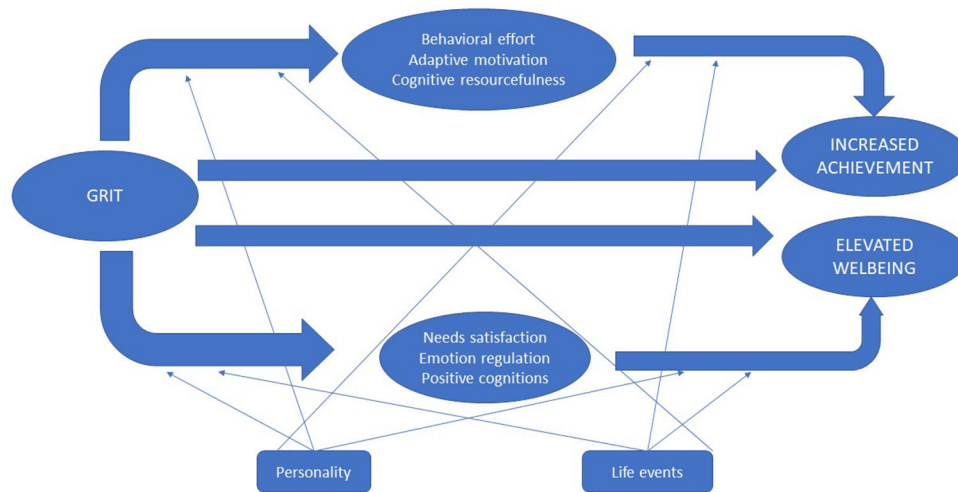 Behavioral effort
Adaptive motivation
Cognitive resourcefulness
INCREASED
ACHIEVEMENT
GRIT
ELEVATED
WELBEING
Needs satisfaction
Emotion regulation
Positive cognitions
Personality
Life events